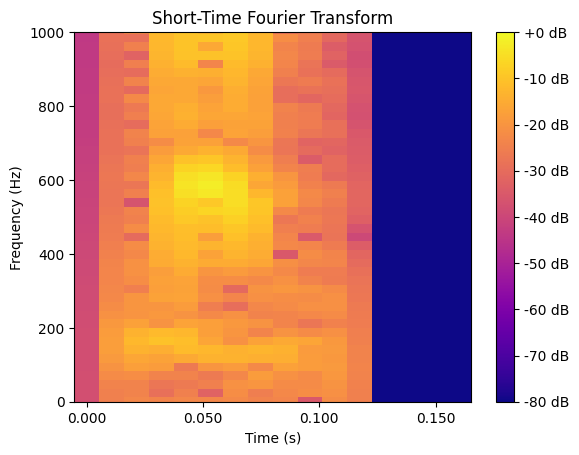 Short-Time Fourier Transform
1000
800
600
400
200
0
Frequency (Hz)
0.000
0.050
0.100
0.150
Time (s)
+0 dB
-10 dB
-20 dB
-30 dB
-40 dB
-50 dB
-60 dB
-70 dB
-80 dB